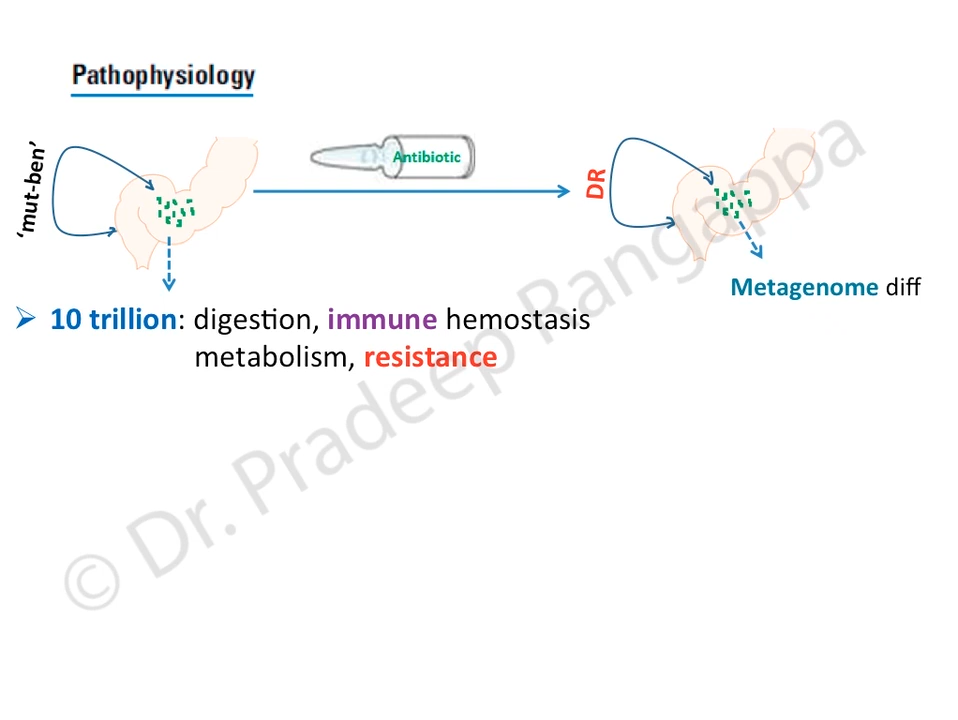 Pathophysiology
‘mut-ben’
Antibiotic
DR
Metagenome diff
➢ 10 trillion: digestion, immune hemostasis
metabolism, resistance
© Dr. Pradeep Rangappa